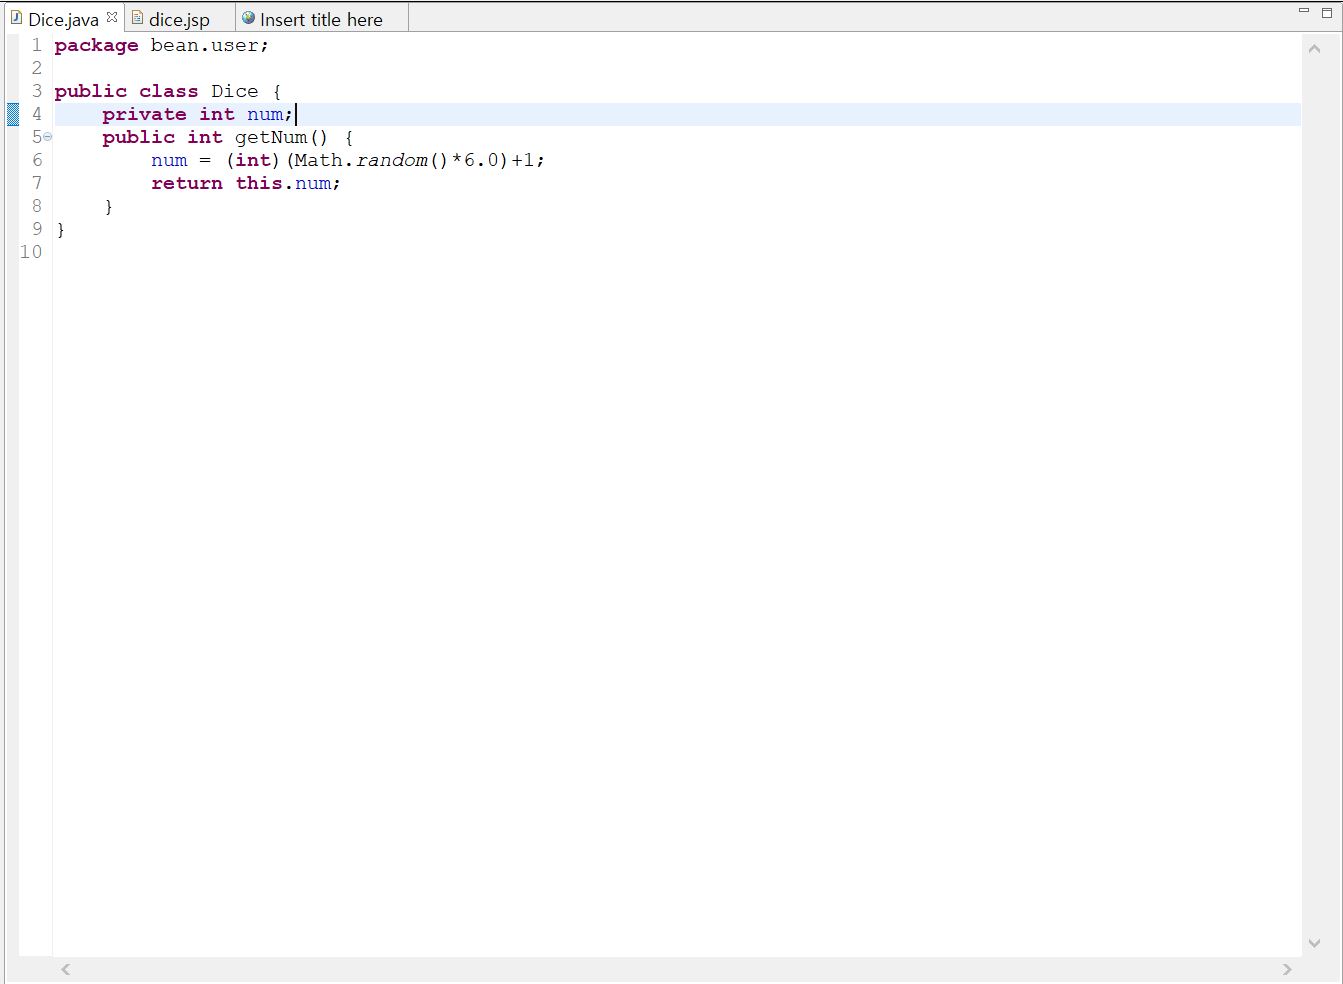 Dice.java dice.jsp Insert title here
1 package bean.user;
2
3 public class Dice {
4     private int num;
5     public int getNum() {
6         num = (int)(Math.random()*6.0)+1;
7         return this.num;
8     }
9 }
10